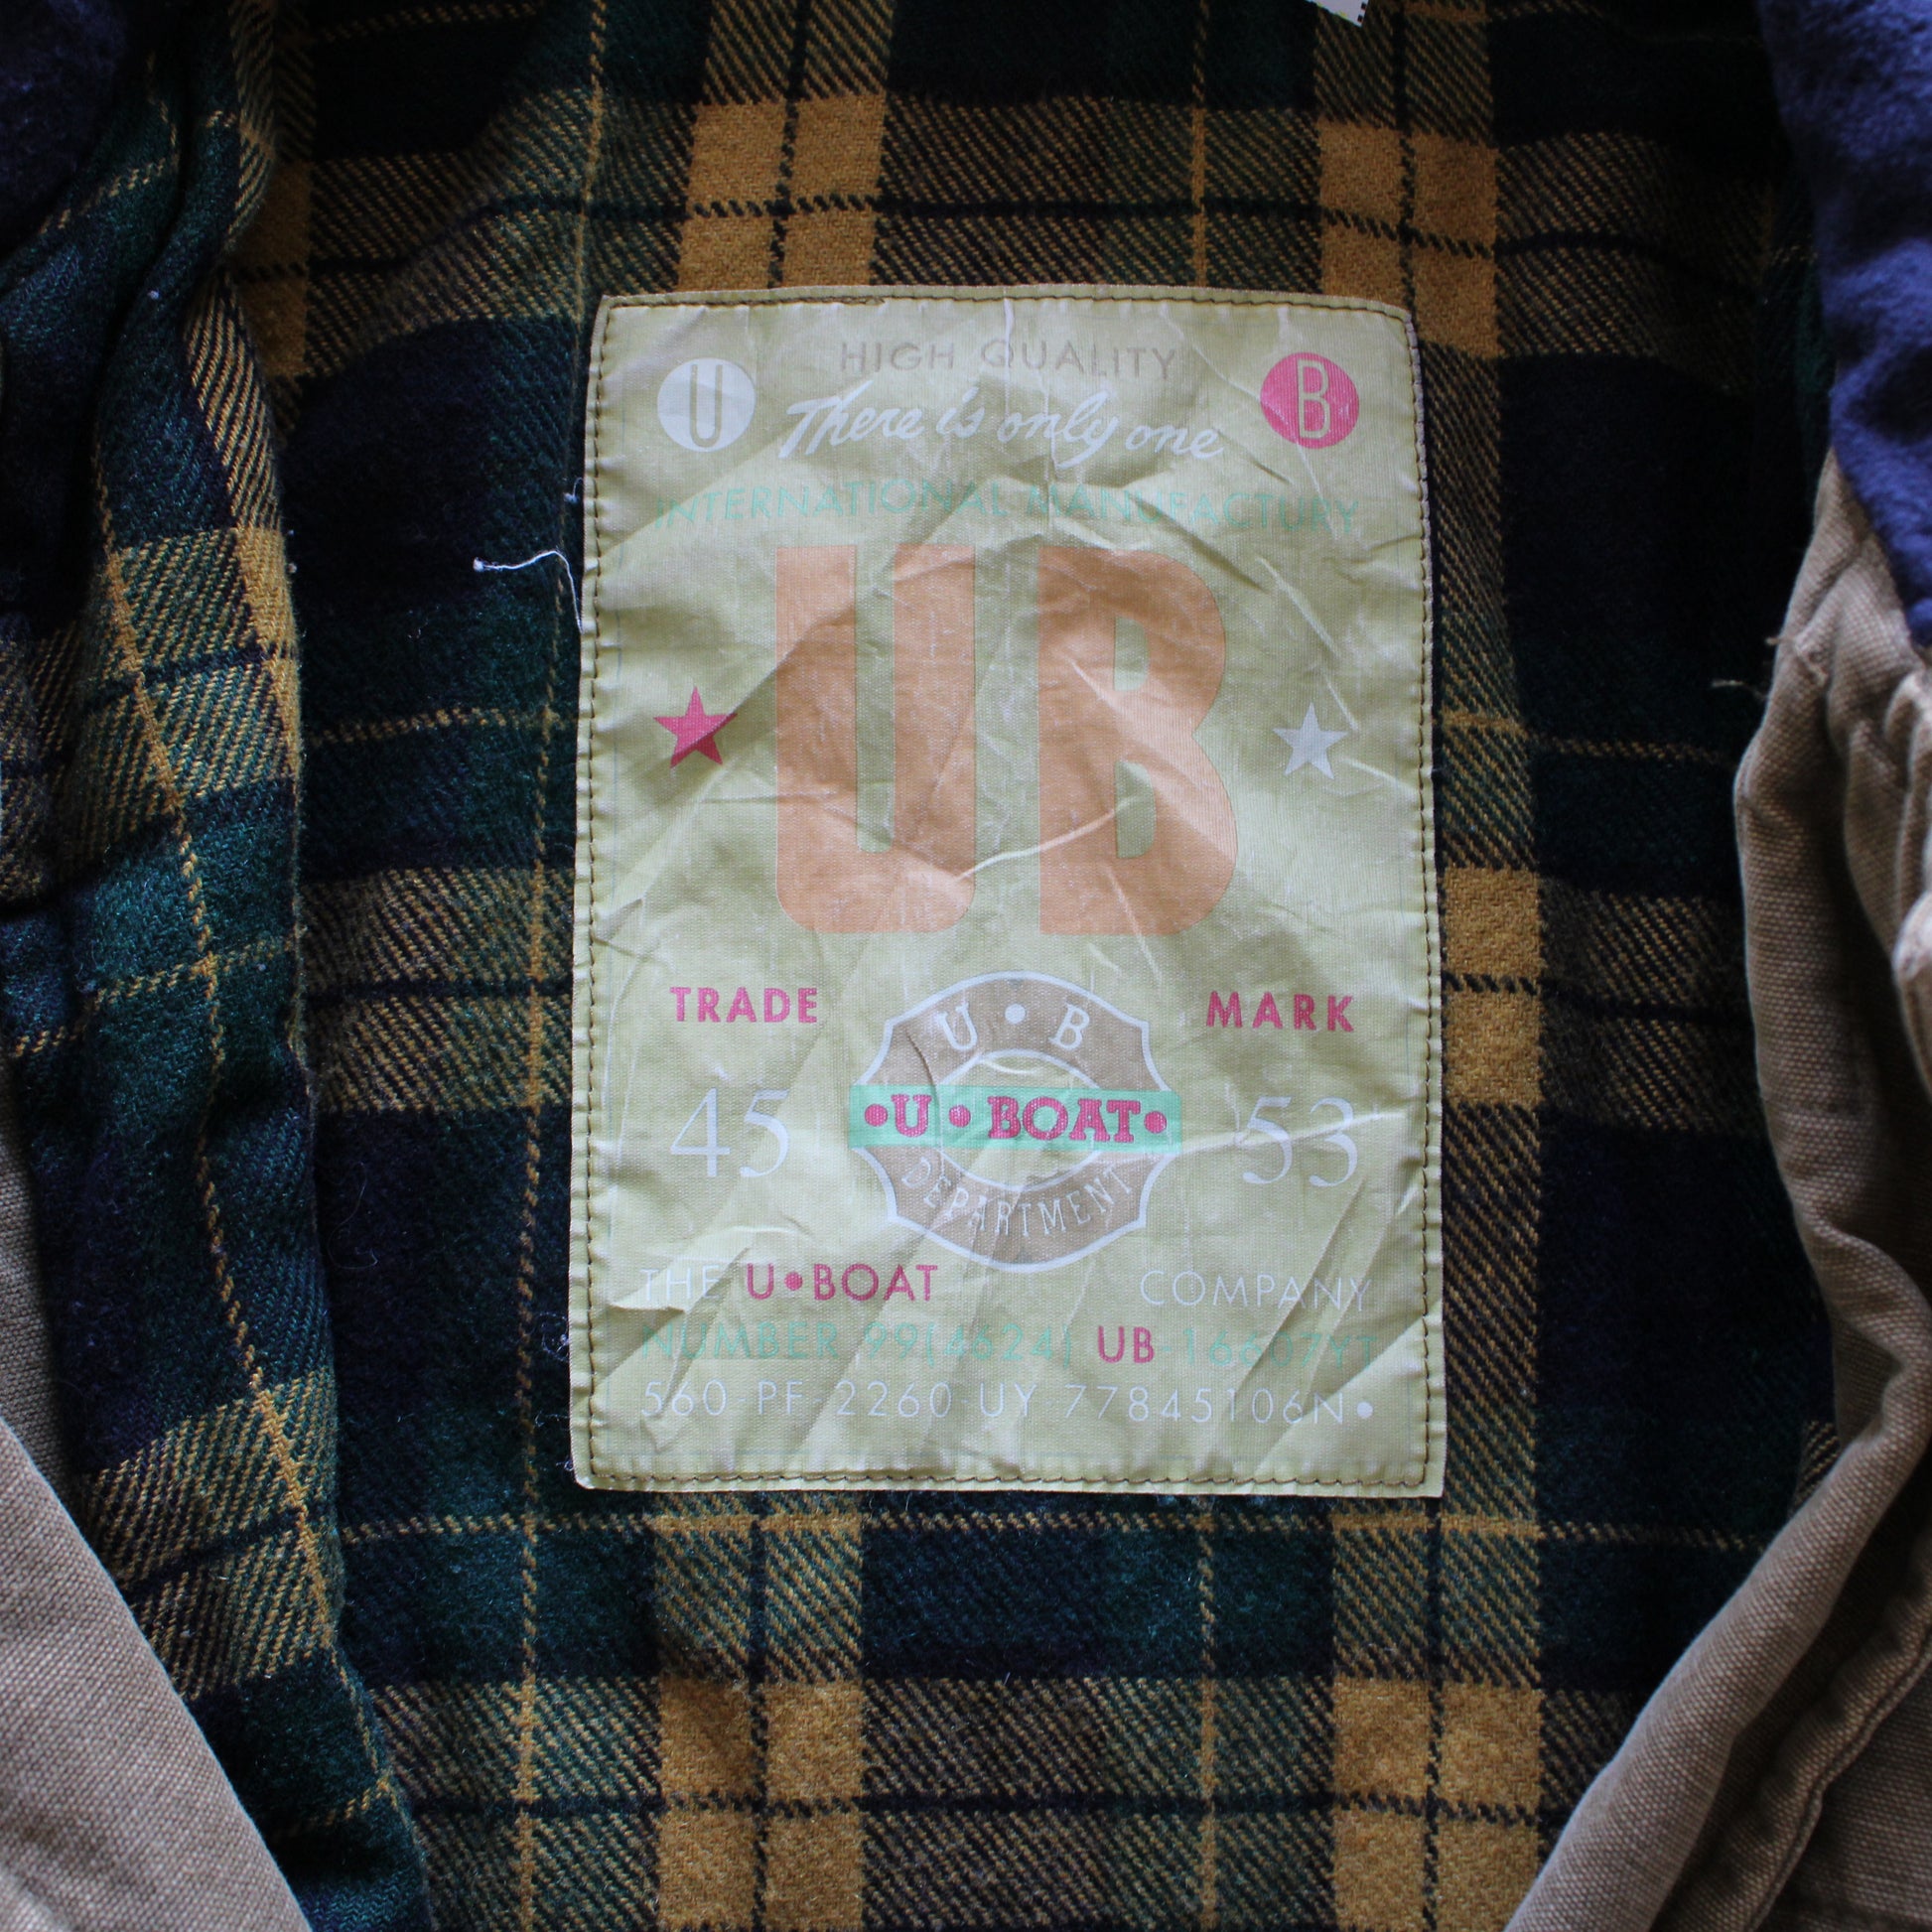 HIGH QUALITY
U There is only one B
INTERNATIONAL MANUFACTURY
UB
TRADE MARK
U • B
45 •U•BOAT• 53
DEPARTMENT
THE U•BOAT COMPANY
NUMBER 99(4624) UB-16607YT
560-PF-2260-UY 77845106N•